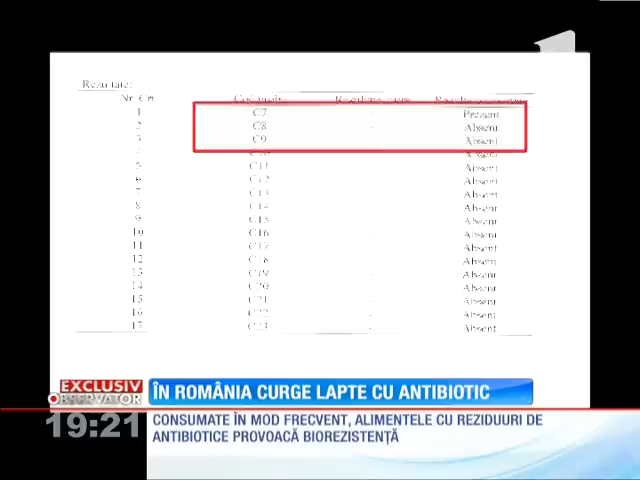 Rezultate:
Nr. Crt
1 C7 Prezent
2 C8 - Absent
3 C9 Absent
C10 Absent
5 C11 Absent
6 C12 Absent
7 C13 Absent
8 C14 Absent
9 C15 Absent
10 C16 - Absent
11 C17 Absent
12 C18 Absent
13 C19 - Absent
14 C20 - Absent
15 C21 - Absent
16 C22 - Absent
17 C23 - Absent
EXCLUSIV
OBSERVATOR
19:21
ÎN ROMÂNIA CURGE LAPTE CU ANTIBIOTIC
CONSUMATE ÎN MOD FRECVENT, ALIMENTELE CU REZIDUURI DE
ANTIBIOTICE PROVOACĂ BIOREZISTENȚĂ